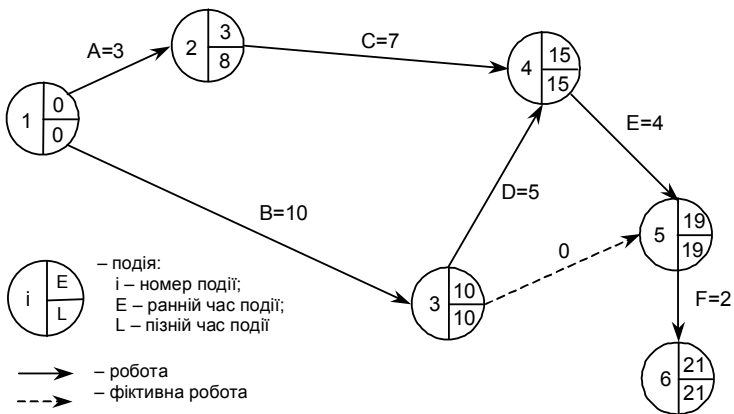 A=3
2
3
8
C=7
4
15
15
1
0
0
E=4
B=10
D=5
0
5
19
19
3
10
10
F=2
6
21
21
i
E
L
– подія:
i – номер події;
E – ранній час події;
L – пізній час події
– робота
– фіктивна робота